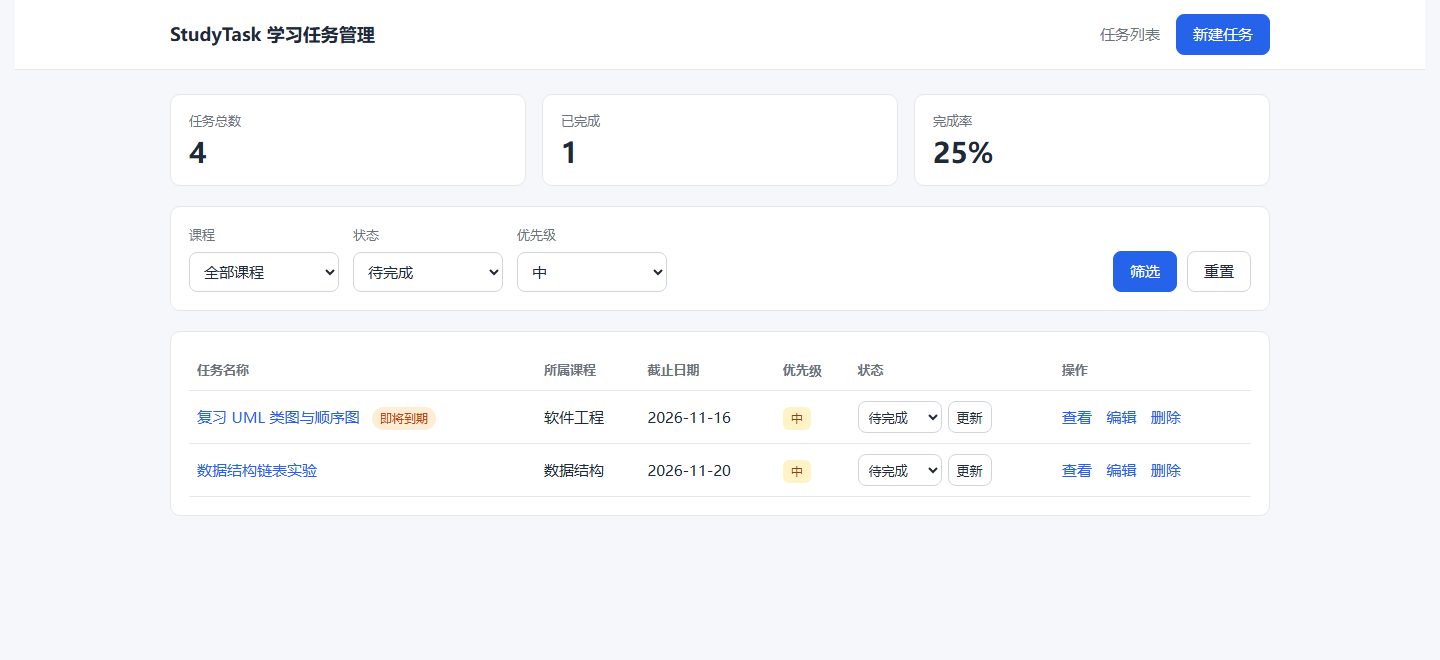 StudyTask 学习任务管理
任务列表 新建任务
任务总数 已完成 完成率
4 1 25%
课程 状态 优先级
全部课程 待完成 中 筛选 重置
任务名称 所属课程 截止日期 优先级 状态 操作
复习 UML 类图与顺序图 即将到期 软件工程 2026-11-16 中 待完成 更新 查看 编辑 删除
数据结构链表实验 数据结构 2026-11-20 中 待完成 更新 查看 编辑 删除